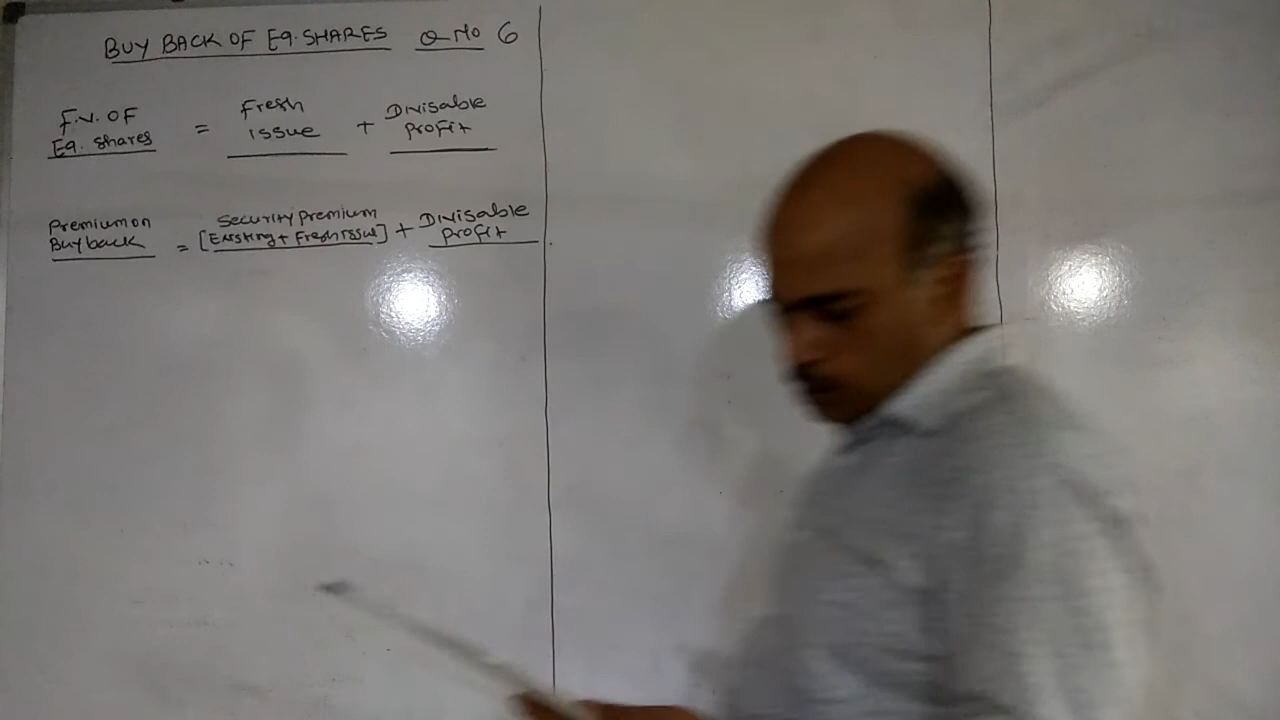 BUY BACK OF Eq. SHARES Q No 6
F.V. OF Eq. Shares = Fresh issue + Divisable profit
Premium on Buyback = Security premium [Existing + Fresh issue] + Divisable profit